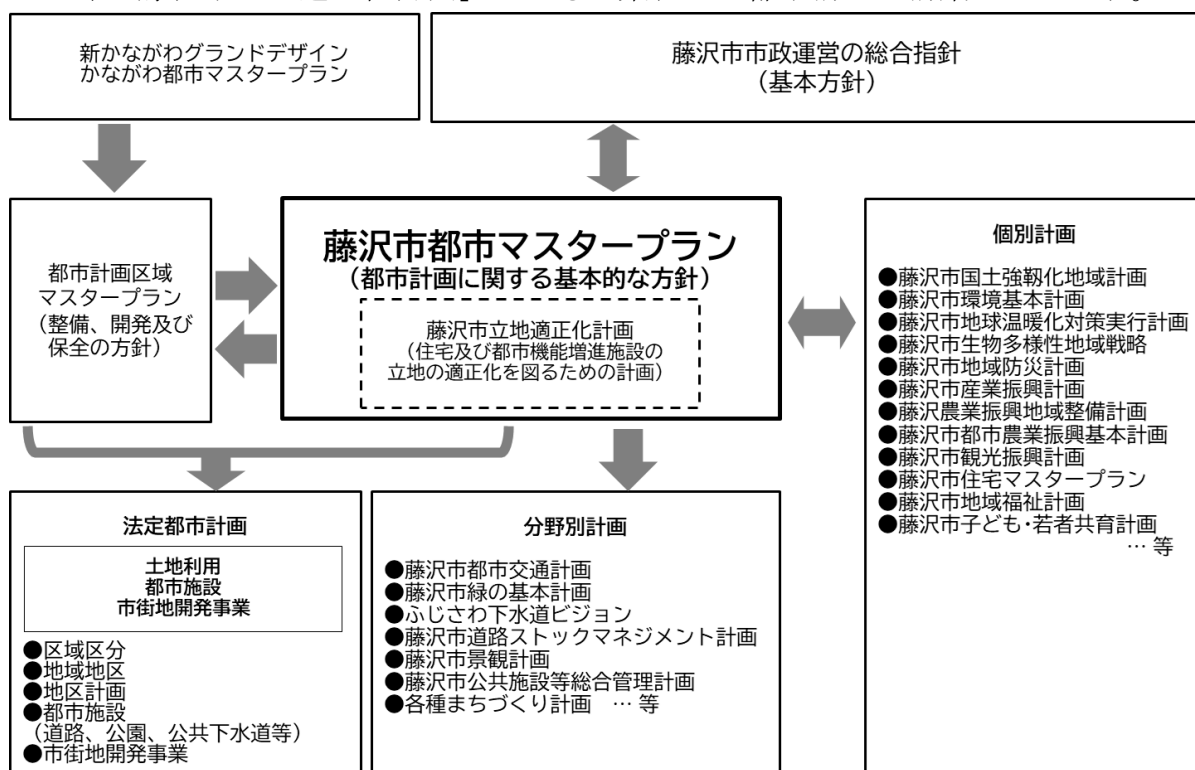 新かながわグランドデザイン
かながわ都市マスタープラン
藤沢市市政運営の総合指針
（基本方針）
都市計画区域
マスタープラン
（整備、開発及び
保全の方針）
藤沢市都市マスタープラン
（都市計画に関する基本的な方針）
藤沢市立地適正化計画
（住宅及び都市機能増進施設の
立地の適正化を図るための計画）
個別計画
●藤沢市国土強靱化地域計画
●藤沢市環境基本計画
●藤沢市地球温暖化対策実行計画
●藤沢市生物多様性地域戦略
●藤沢市地域防災計画
●藤沢市産業振興計画
●藤沢農業振興地域整備計画
●藤沢市都市農業振興基本計画
●藤沢市観光振興計画
●藤沢市住宅マスタープラン
●藤沢市地域福祉計画
●藤沢市子ども･若者共育計画
… 等
法定都市計画
土地利用
都市施設
市街地開発事業
●区域区分
●地域地区
●地区計画
●都市施設
（道路、公園、公共下水道等）
●市街地開発事業
分野別計画
●藤沢市都市交通計画
●藤沢市緑の基本計画
●ふじさわ下水道ビジョン
●藤沢市道路ストックマネジメント計画
●藤沢市景観計画
●藤沢市公共施設等総合管理計画
●各種まちづくり計画　… 等